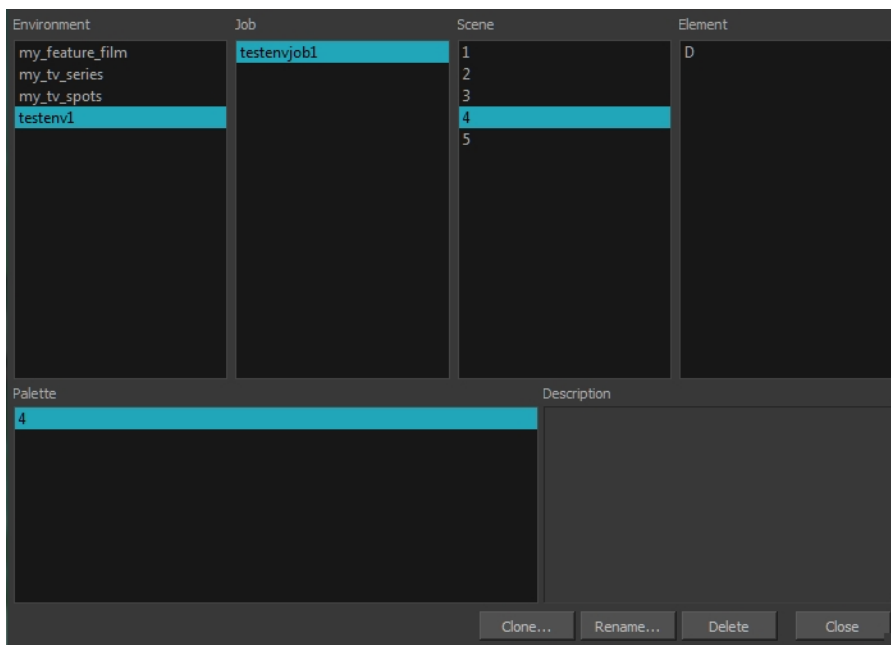 Environment
my_feature_film
my_tv_series
my_tv_spots
testenv1
Job
testenvjob1
Scene
1
2
3
4
5
Element
D
Palette
4
Description
Clone...
Rename...
Delete
Close